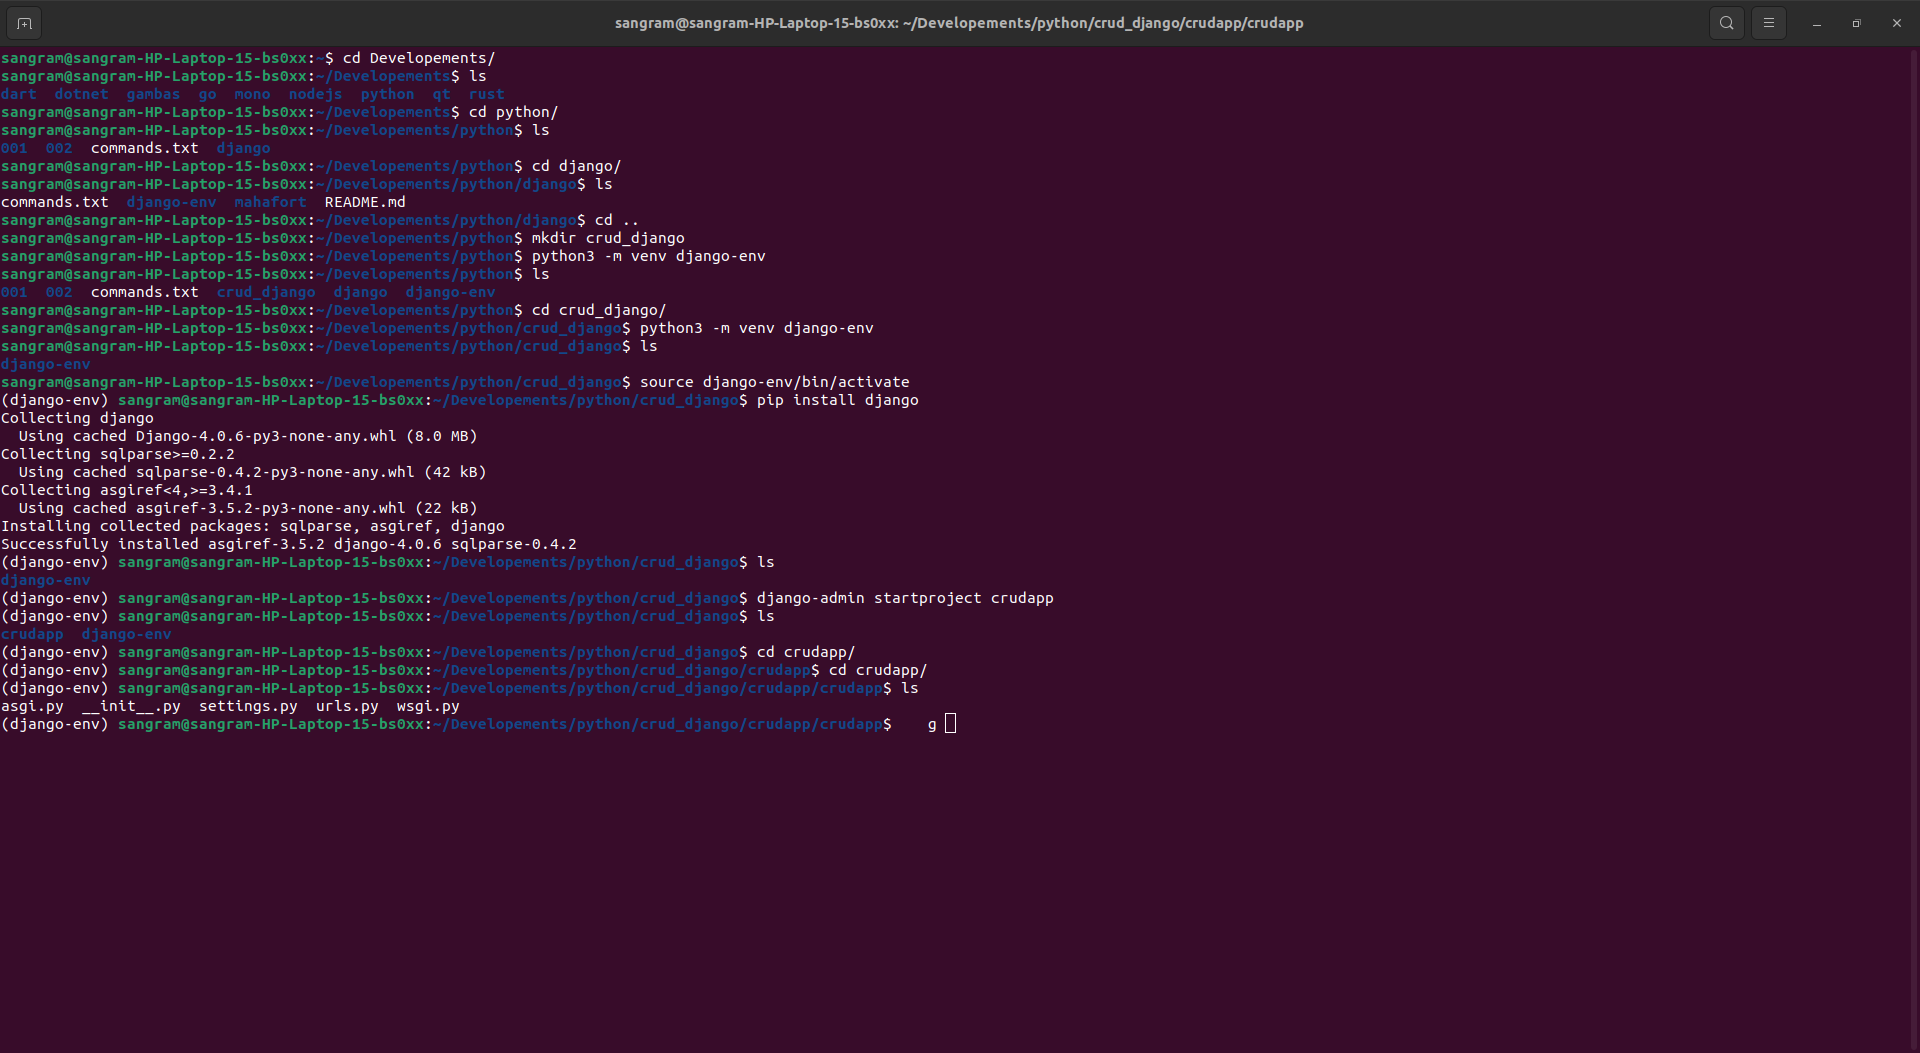 sangram@sangram-HP-Laptop-15-bs0xx: ~/Developements/python/crud_django/crudapp/crudapp
sangram@sangram-HP-Laptop-15-bs0xx:~$ cd Developements/
sangram@sangram-HP-Laptop-15-bs0xx:~/Developements$ ls
dart  dotnet  gambas  go  mono  nodejs  python  qt  rust
sangram@sangram-HP-Laptop-15-bs0xx:~/Developements$ cd python/
sangram@sangram-HP-Laptop-15-bs0xx:~/Developements/python$ ls
001  002  commands.txt  django
sangram@sangram-HP-Laptop-15-bs0xx:~/Developements/python$ cd django/
sangram@sangram-HP-Laptop-15-bs0xx:~/Developements/python/django$ ls
commands.txt  django-env  mahafort  README.md
sangram@sangram-HP-Laptop-15-bs0xx:~/Developements/python/django$ cd ..
sangram@sangram-HP-Laptop-15-bs0xx:~/Developements/python$ mkdir crud_django
sangram@sangram-HP-Laptop-15-bs0xx:~/Developements/python$ python3 -m venv django-env
sangram@sangram-HP-Laptop-15-bs0xx:~/Developements/python$ ls
001  002  commands.txt  crud_django  django  django-env
sangram@sangram-HP-Laptop-15-bs0xx:~/Developements/python$ cd crud_django/
sangram@sangram-HP-Laptop-15-bs0xx:~/Developements/python/crud_django$ python3 -m venv django-env
sangram@sangram-HP-Laptop-15-bs0xx:~/Developements/python/crud_django$ ls
django-env
sangram@sangram-HP-Laptop-15-bs0xx:~/Developements/python/crud_django$ source django-env/bin/activate
(django-env) sangram@sangram-HP-Laptop-15-bs0xx:~/Developements/python/crud_django$ pip install django
Collecting django
  Using cached Django-4.0.6-py3-none-any.whl (8.0 MB)
Collecting sqlparse>=0.2.2
  Using cached sqlparse-0.4.2-py3-none-any.whl (42 kB)
Collecting asgiref<4,>=3.4.1
  Using cached asgiref-3.5.2-py3-none-any.whl (22 kB)
Installing collected packages: sqlparse, asgiref, django
Successfully installed asgiref-3.5.2 django-4.0.6 sqlparse-0.4.2
(django-env) sangram@sangram-HP-Laptop-15-bs0xx:~/Developements/python/crud_django$ ls
django-env
(django-env) sangram@sangram-HP-Laptop-15-bs0xx:~/Developements/python/crud_django$ django-admin startproject crudapp
(django-env) sangram@sangram-HP-Laptop-15-bs0xx:~/Developements/python/crud_django$ ls
crudapp  django-env
(django-env) sangram@sangram-HP-Laptop-15-bs0xx:~/Developements/python/crud_django$ cd crudapp/
(django-env) sangram@sangram-HP-Laptop-15-bs0xx:~/Developements/python/crud_django/crudapp$ cd crudapp/
(django-env) sangram@sangram-HP-Laptop-15-bs0xx:~/Developements/python/crud_django/crudapp/crudapp$ ls
asgi.py  __init__.py  settings.py  urls.py  wsgi.py
(django-env) sangram@sangram-HP-Laptop-15-bs0xx:~/Developements/python/crud_django/crudapp/crudapp$    g